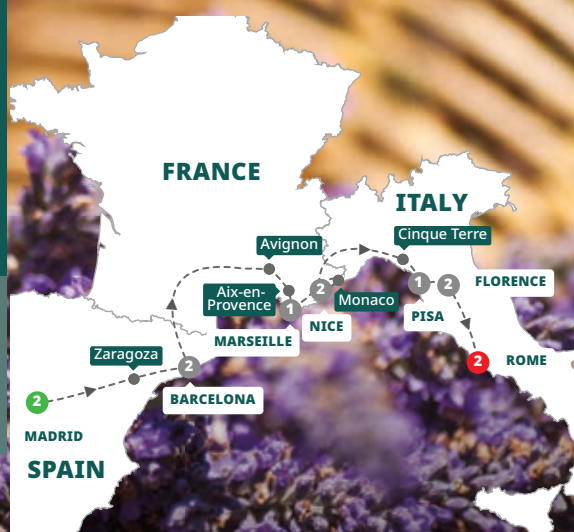 FRANCE
ITALY
Cinque Terre
Avignon
FLORENCE
Aix-en-
Provence
2
1
2
Monaco
1
2
PISA
NICE
MARSEILLE
Zaragoza
2
ROME
2
BARCELONA
2
MADRID
SPAIN